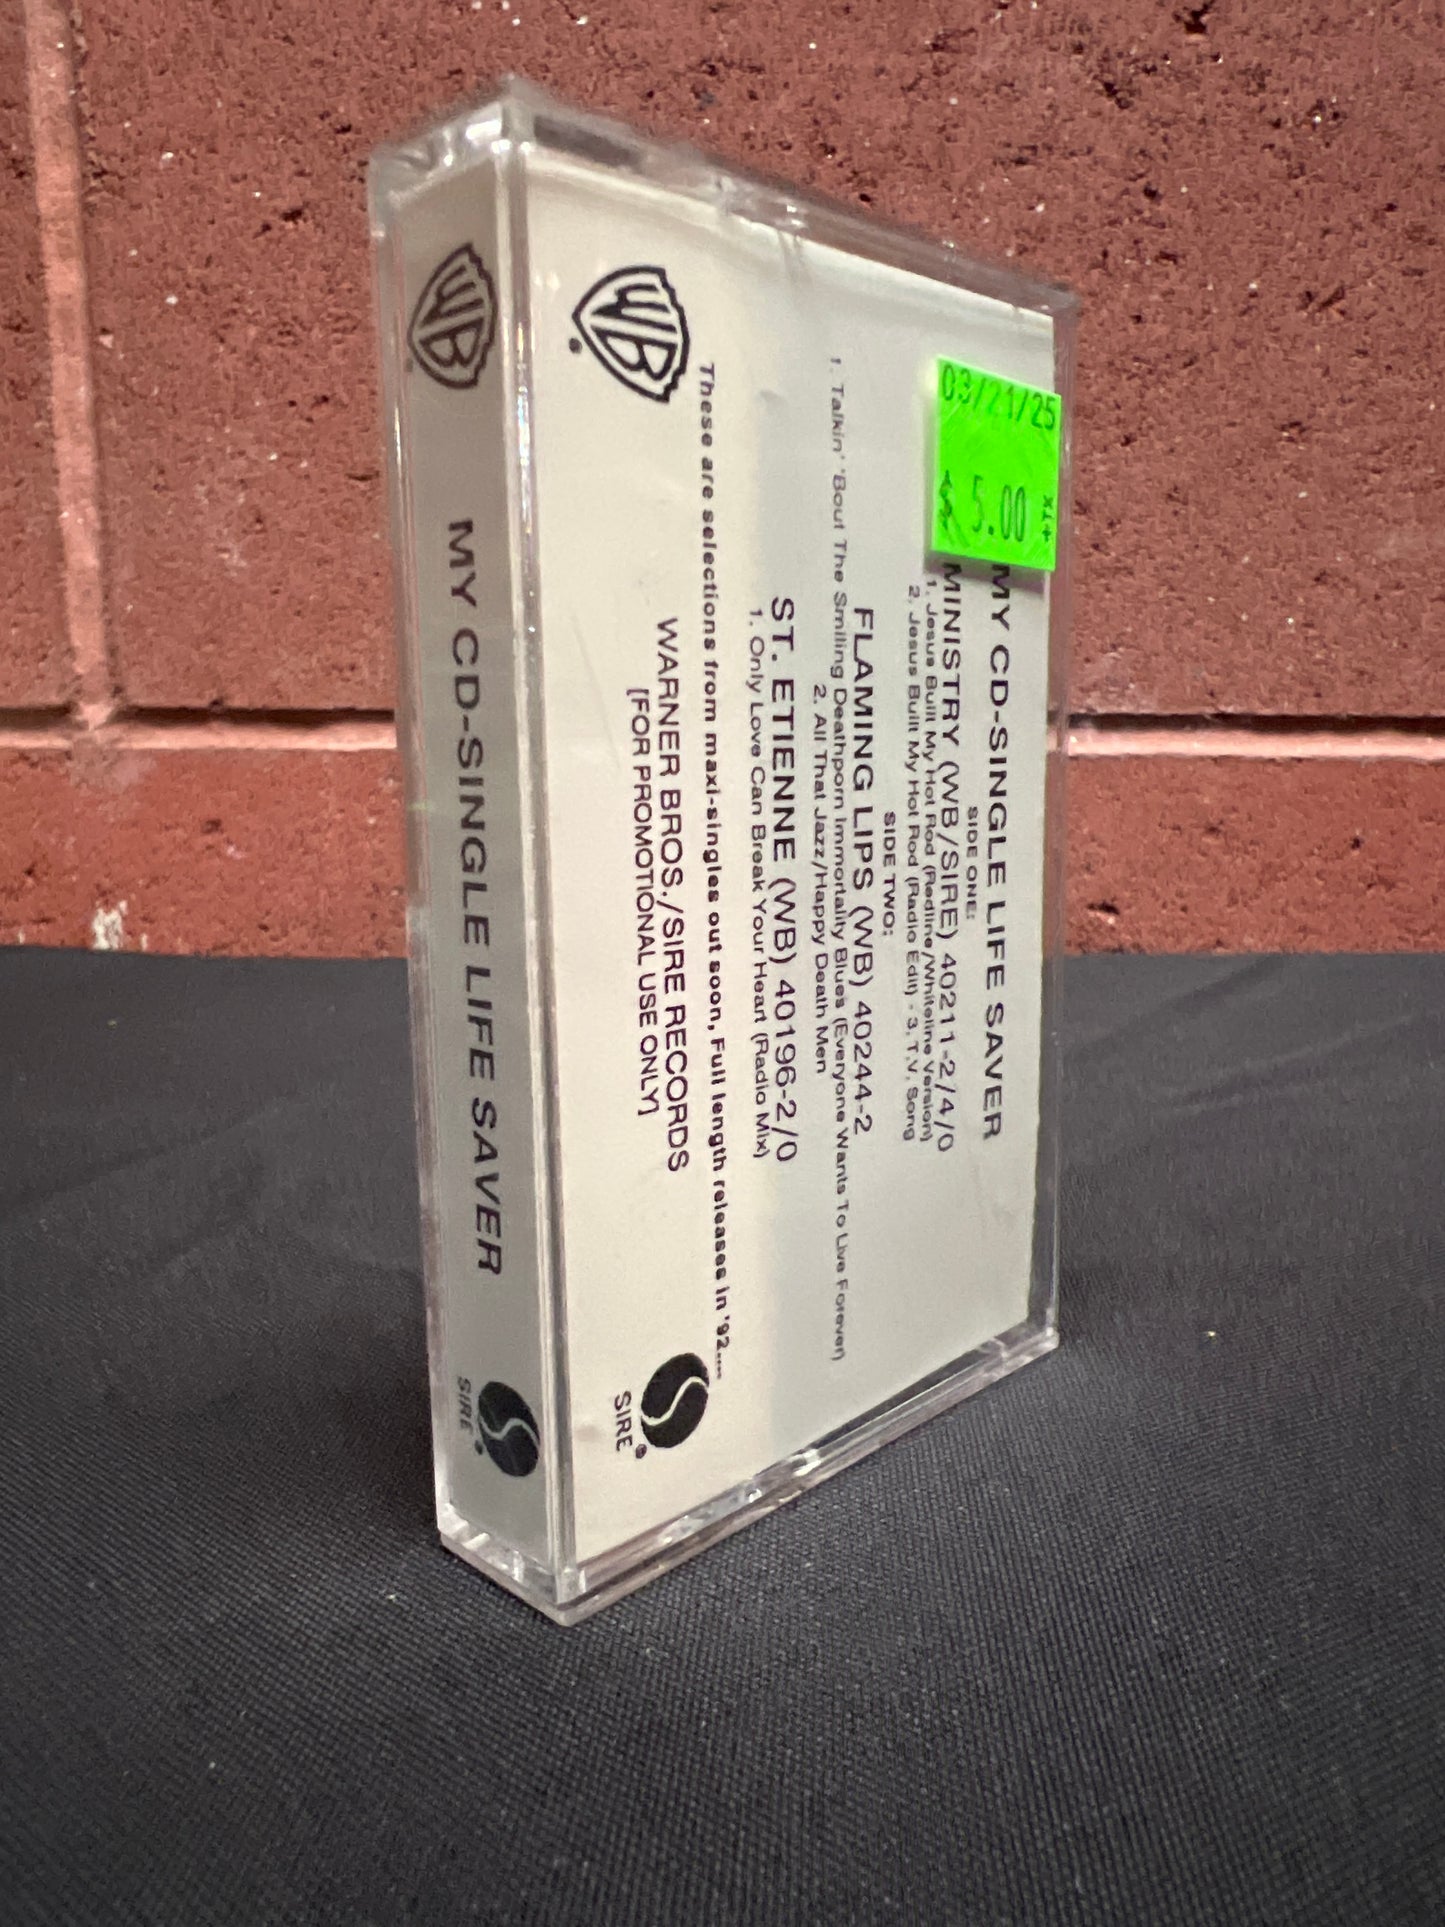 WB
MY CD-SINGLE LIFE SAVER
SIRE®
03/21/25
XI+
$ 5.00
MY CD-SINGLE LIFE SAVER
SIDE ONE:
MINISTRY (WB/SIRE) 40211-2/4/0
1. Jesus Built My Hot Rod (Redline/Whiteline Version)
2. Jesus Built My Hot Rod (Radio Edit) - 3. T.V. Song
SIDE TWO:
FLAMING LIPS (WB) 40244-2
1. Talkin' 'Bout The Smiling Deathporn Immortality Blues (Everyone Wants To Live Forever)
2. All That Jazz/Happy Death Men
ST. ETIENNE (WB) 40196-2/0
1. Only Love Can Break Your Heart (Radio Mix)
These are selections from maxi-singles out soon, Full length releases in '92....
WARNER BROS./SIRE RECORDS
[FOR PROMOTIONAL USE ONLY]
WB®
SIRE®